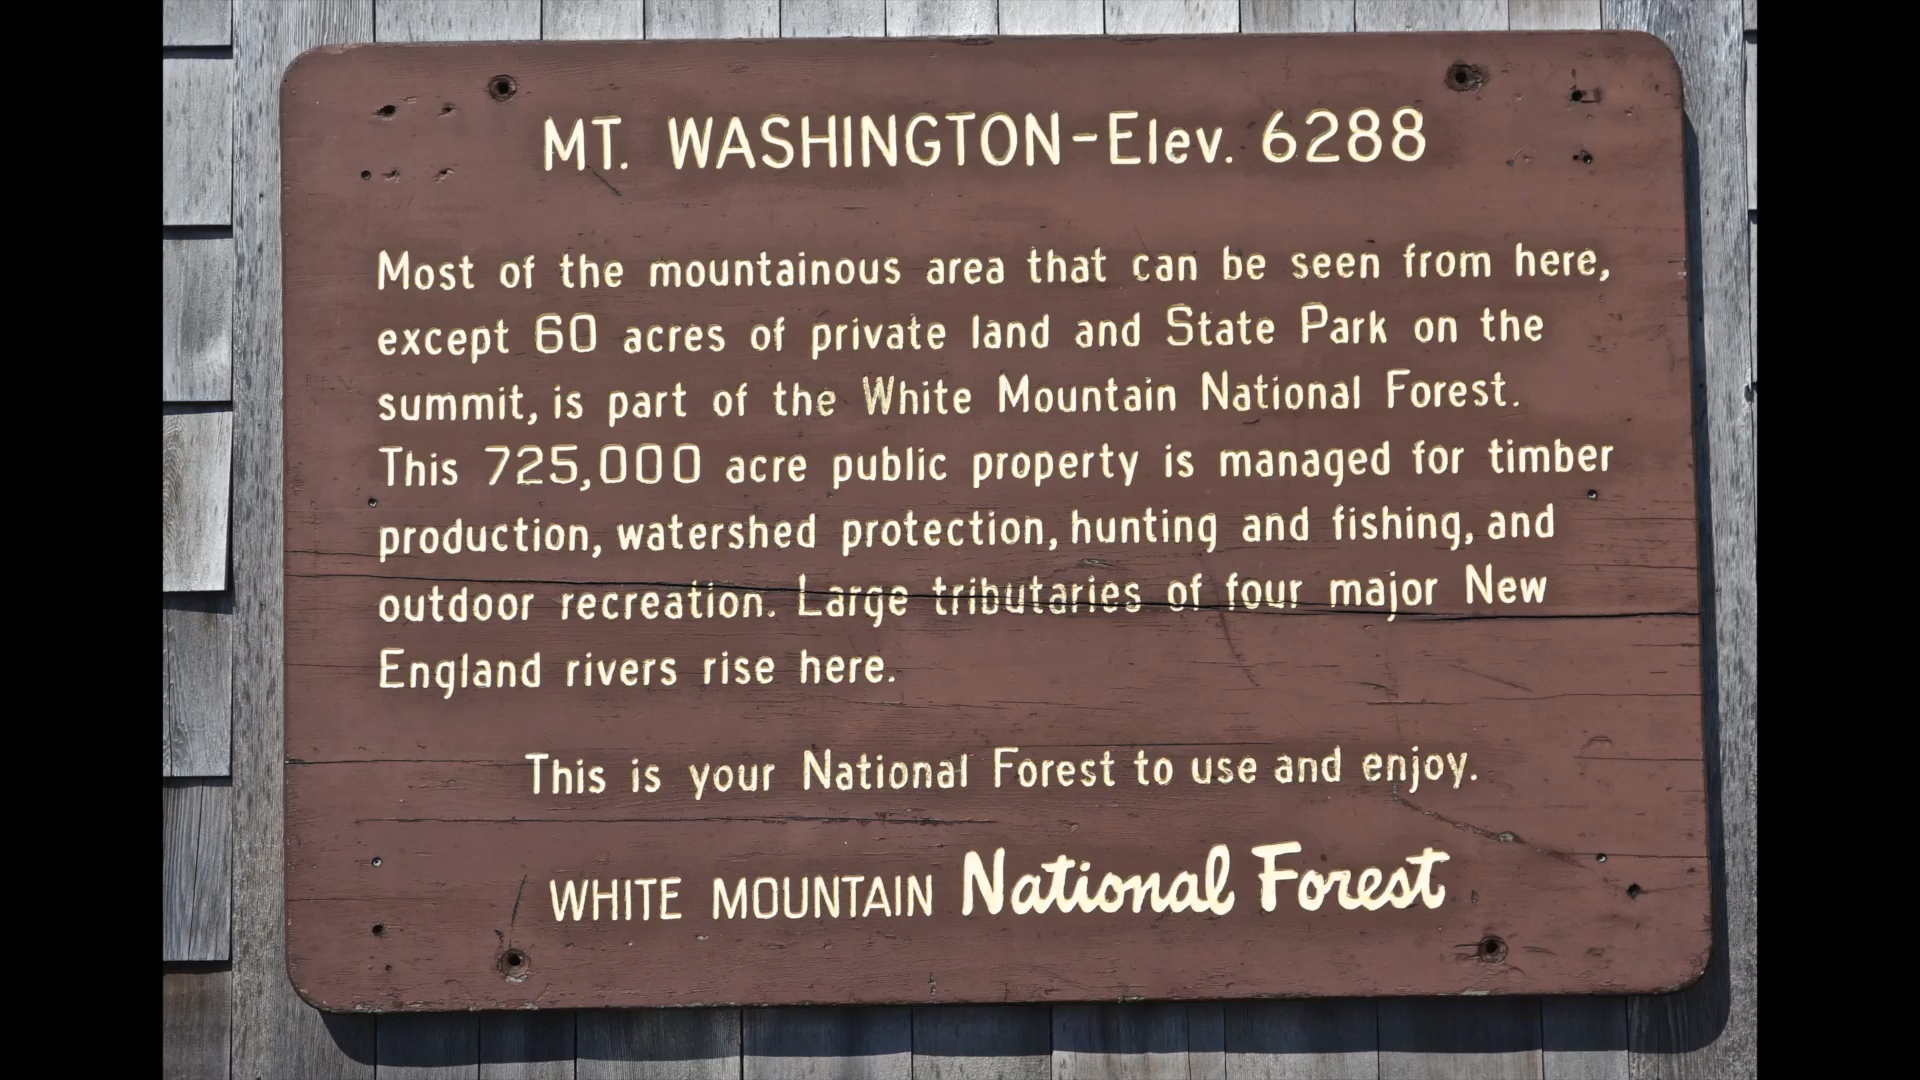 MT. WASHINGTON-Elev. 6288
Most of the mountainous area that can be seen from here,
except 60 acres of private land and State Park on the
summit, is part of the White Mountain National Forest.
This 725,000 acre public property is managed for timber
production, watershed protection, hunting and fishing, and
outdoor recreation. Large tributaries of four major New
England rivers rise here.
This is your National Forest to use and enjoy.
WHITE MOUNTAIN National Forest